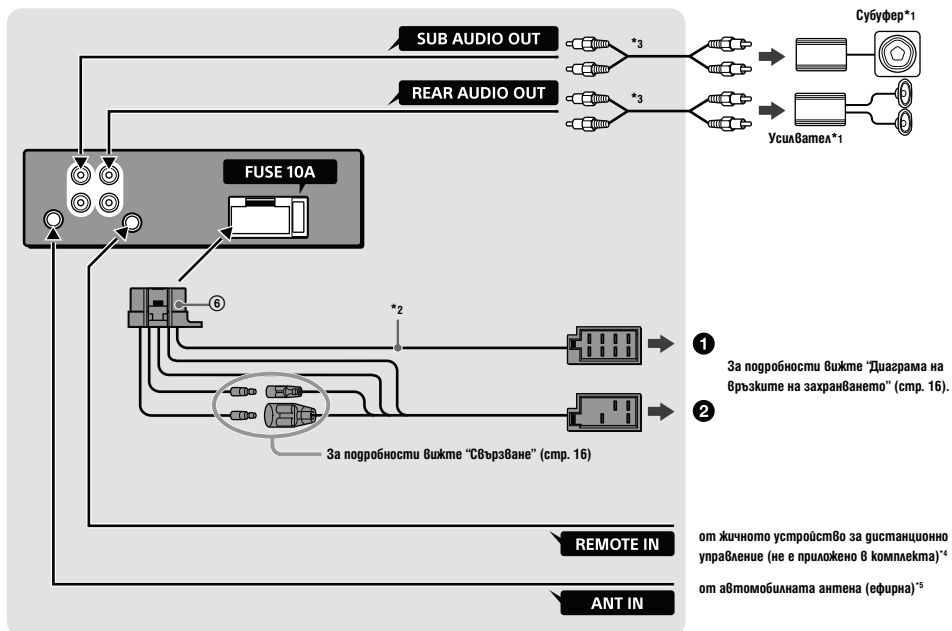 Субуфер*1
SUB AUDIO OUT
*3
REAR AUDIO OUT
*3
Усилвател*1
FUSE 10A
⑥
*2
❶
За подробности вижте “Диаграма на
връзките на захранването” (стр. 16).
❷
За подробности вижте “Свързване” (стр. 16)
REMOTE IN
от жичното устройство за дистанционно
управление (не е приложено в комплекта)*4
ANT IN
от автомобилната антена (ефирна)*5